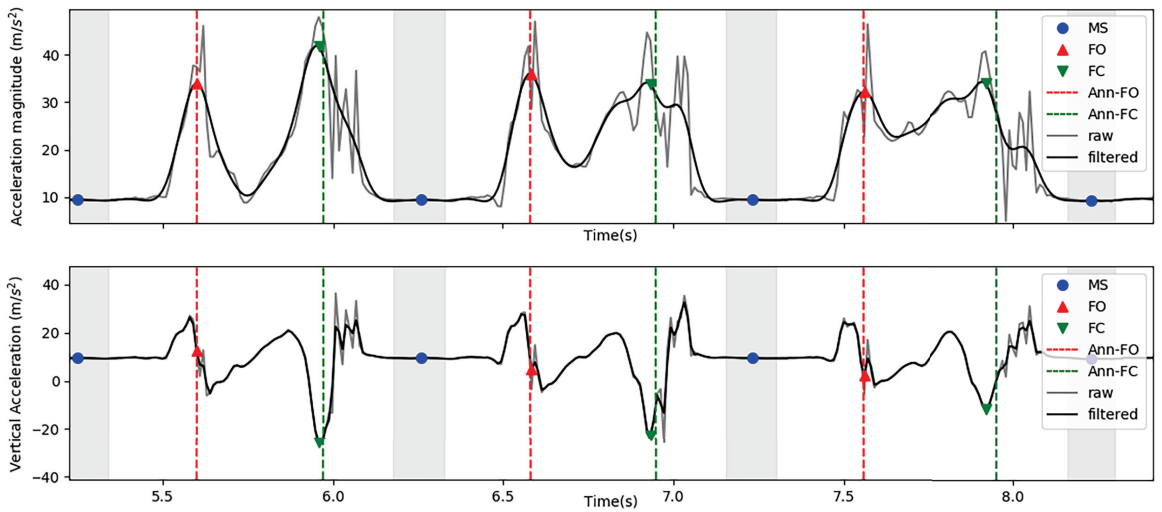 Acceleration magnitude (m/s²)
40
30
20
10
MS
FO
FC
Ann-FO
Ann-FC
raw
filtered
Time(s)
Vertical Acceleration (m/s²)
40
20
0
−20
−40
MS
FO
FC
Ann-FO
Ann-FC
raw
filtered
5.5
6.0
6.5
7.0
7.5
8.0
Time(s)